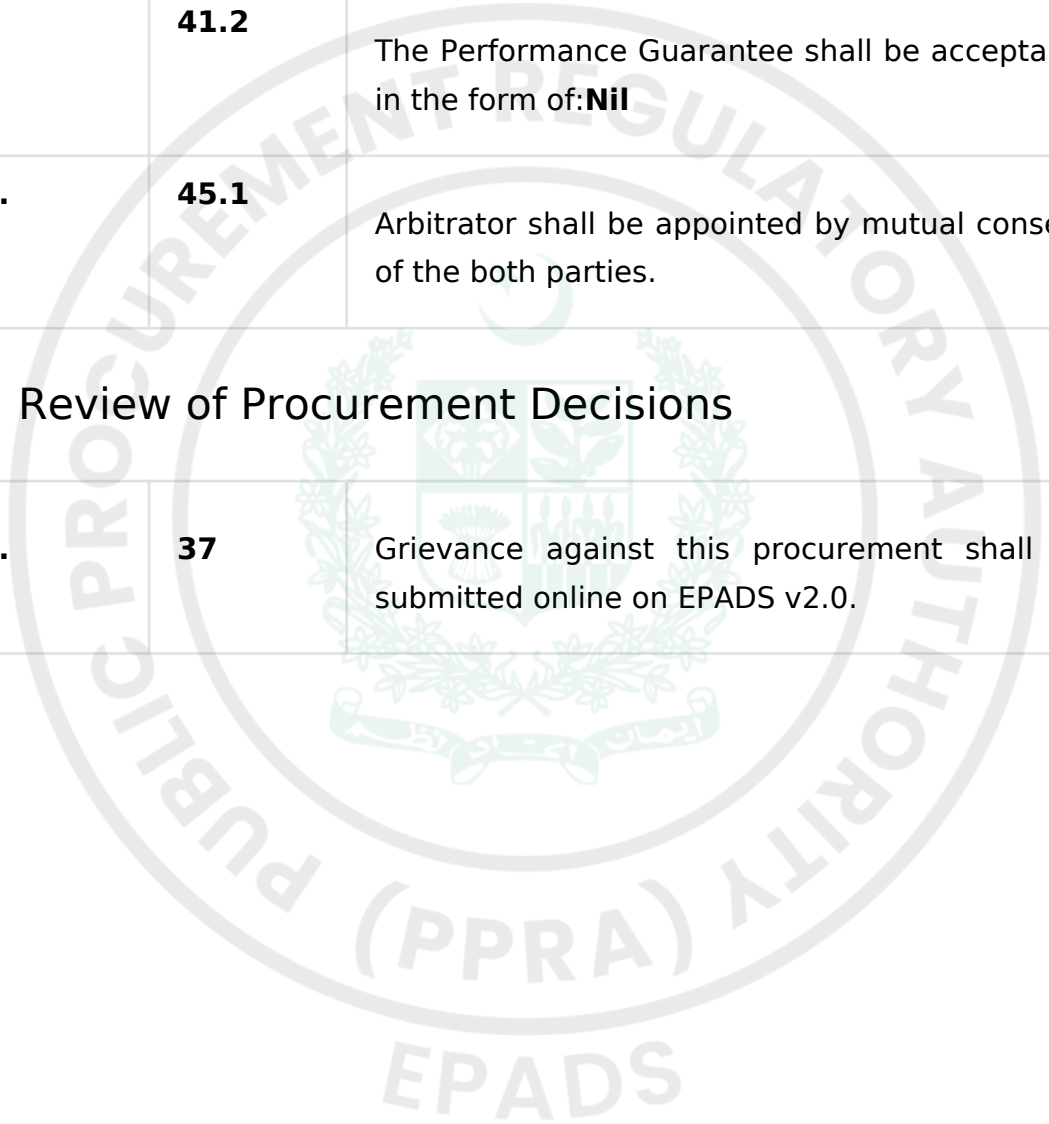 41.2
The Performance Guarantee shall be accepta
in the form of:Nil
.
45.1
Arbitrator shall be appointed by mutual conse
of the both parties.
Review of Procurement Decisions
.
37
Grievance against this procurement shall
submitted online on EPADS v2.0.
PUBLIC PROCUREMENT REGULATORY AUTHORITY
(PPRA)
EPADS